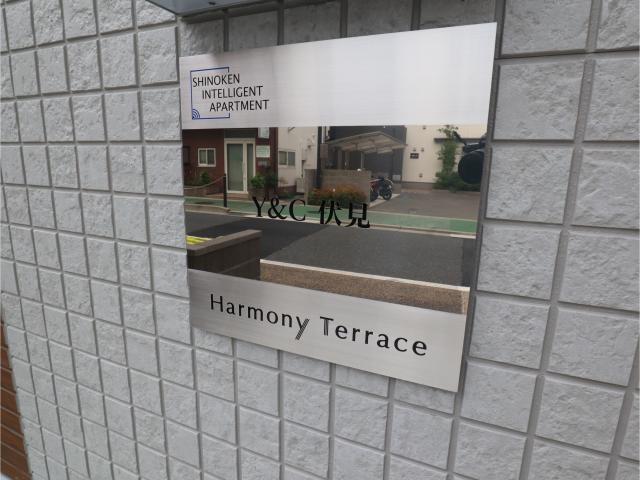 SHINOKEN
INTELLIGENT
APARTMENT
Y&C 伏見
Harmony Terrace